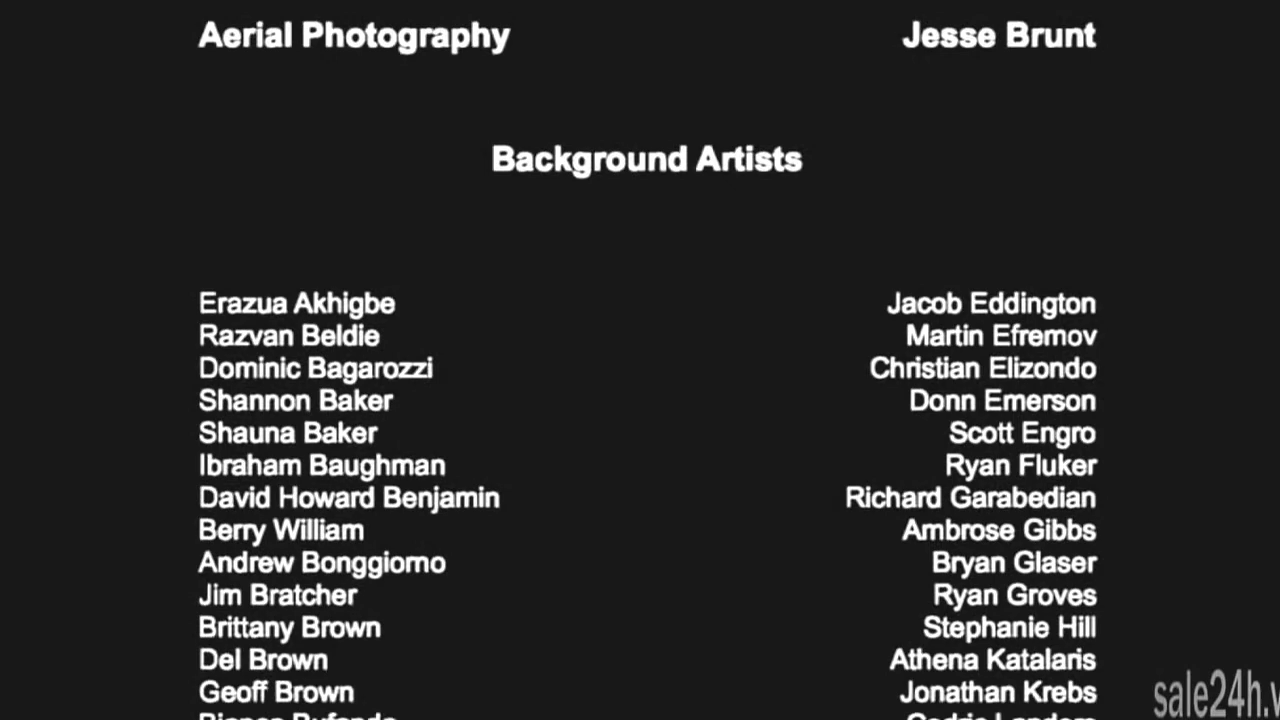 Aerial Photography Jesse Brunt
Background Artists
Erazua Akhigbe Jacob Eddington
Razvan Beldie Martin Efremov
Dominic Bagarozzi Christian Elizondo
Shannon Baker Donn Emerson
Shauna Baker Scott Engro
Ibraham Baughman Ryan Fluker
David Howard Benjamin Richard Garabedian
Berry William Ambrose Gibbs
Andrew Bonggiorno Bryan Glaser
Jim Bratcher Ryan Groves
Brittany Brown Stephanie Hill
Del Brown Athena Katalaris
Geoff Brown Jonathan Krebs
sale24h.v